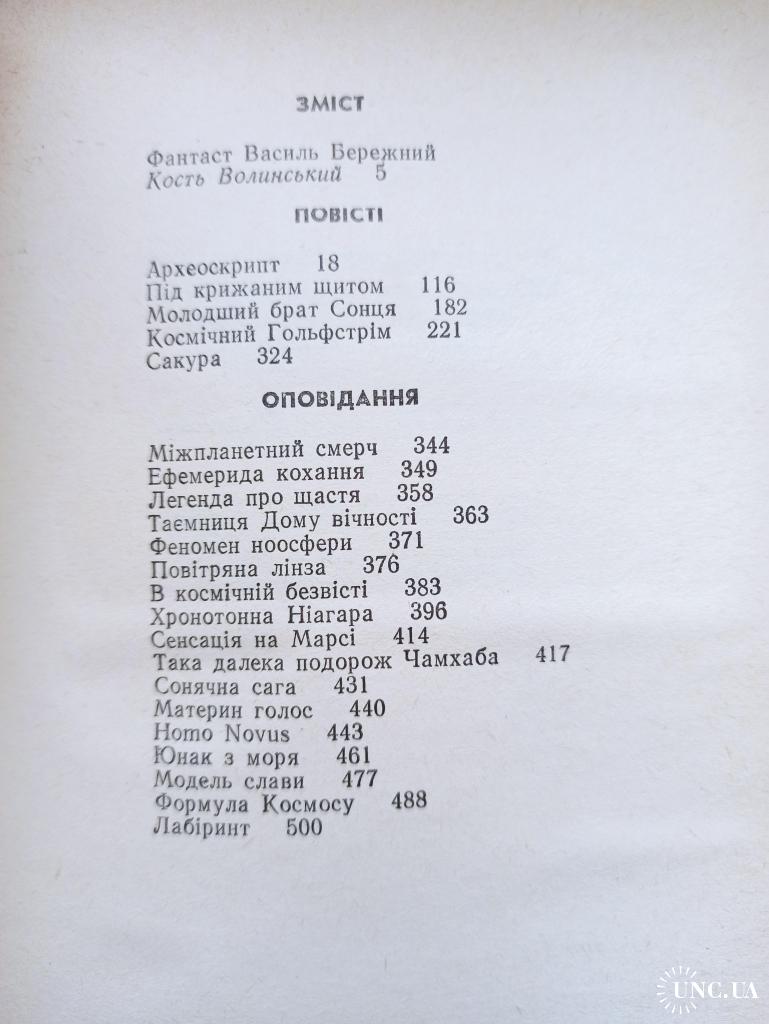 ЗМІСТ
Фантаст Василь Бережний
Кость Волинський 5
ПОВІСТІ
Археоскрипт 18
Під крижаним щитом 116
Молодший брат Сонця 182
Космічний Гольфстрім 221
Сакура 324
ОПОВІДАННЯ
Міжпланетний смерч 344
Ефемерида кохання 349
Легенда про щастя 358
Таємниця Дому вічності 363
Феномен ноосфери 371
Повітряна лінза 376
В космічній безвісті 383
Хронотонна Ніагара 396
Сенсація на Марсі 414
Така далека подорож Чамхаба 417
Сонячна сага 431
Материн голос 440
Homo Novus 443
Юнак з моря 461
Модель слави 477
Формула Космосу 488
Лабіринт 500
UNC.UA